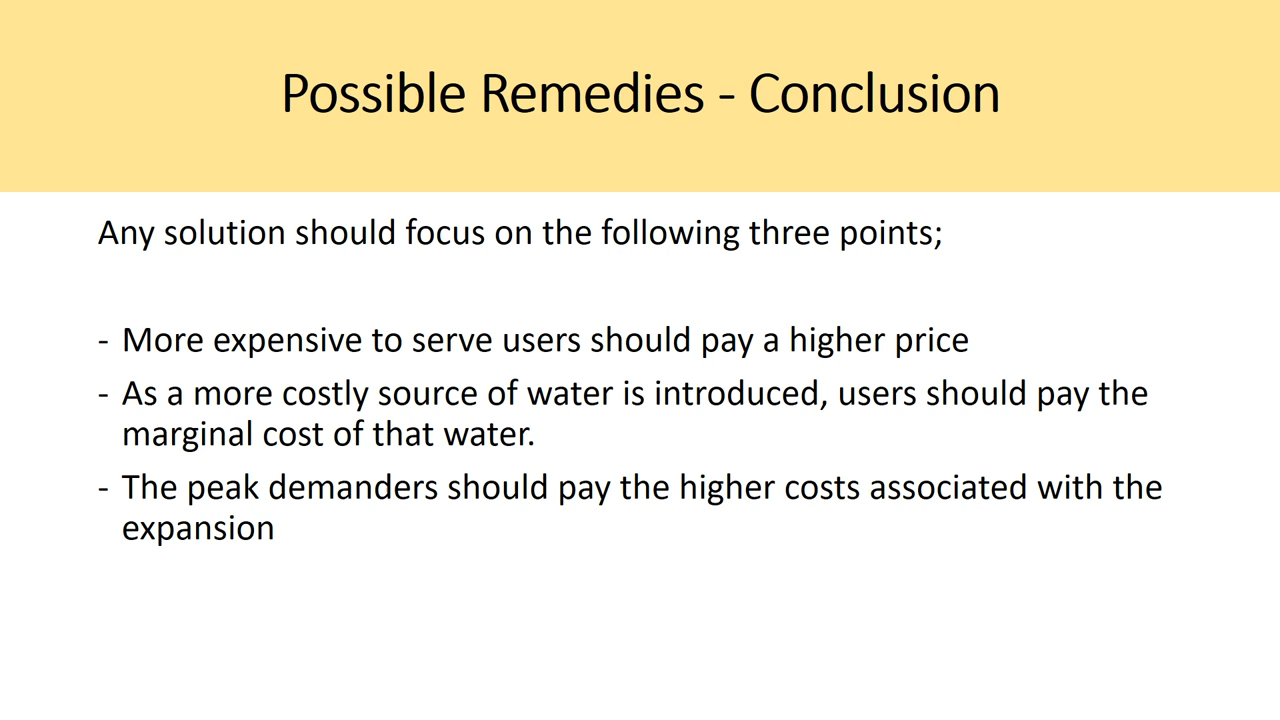 Possible Remedies - Conclusion
Any solution should focus on the following three points;
- More expensive to serve users should pay a higher price
- As a more costly source of water is introduced, users should pay the
marginal cost of that water.
- The peak demanders should pay the higher costs associated with the
expansion